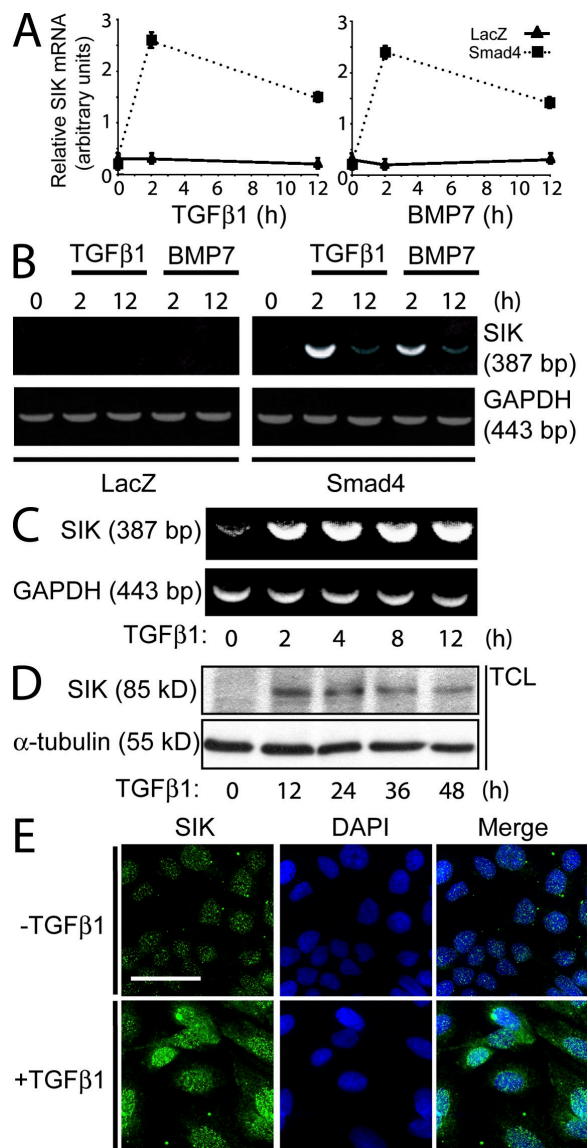 A
Relative SIK mRNA
(arbitrary units)
3
2
1
0
0 2 4 6 8 10 12
TGFβ1 (h)
3
2
1
0
0 2 4 6 8 10 12
BMP7 (h)
LacZ
Smad4
B
TGFβ1 BMP7 TGFβ1 BMP7
0 2 12 2 12 0 2 12 2 12 (h)
SIK
(387 bp)
GAPDH
(443 bp)
LacZ Smad4
C
SIK (387 bp)
GAPDH (443 bp)
TGFβ1: 0 2 4 8 12 (h)
D
SIK (85 kD)
TCL
α-tubulin (55 kD)
TGFβ1: 0 12 24 36 48 (h)
E
SIK DAPI Merge
-TGFβ1
+TGFβ1